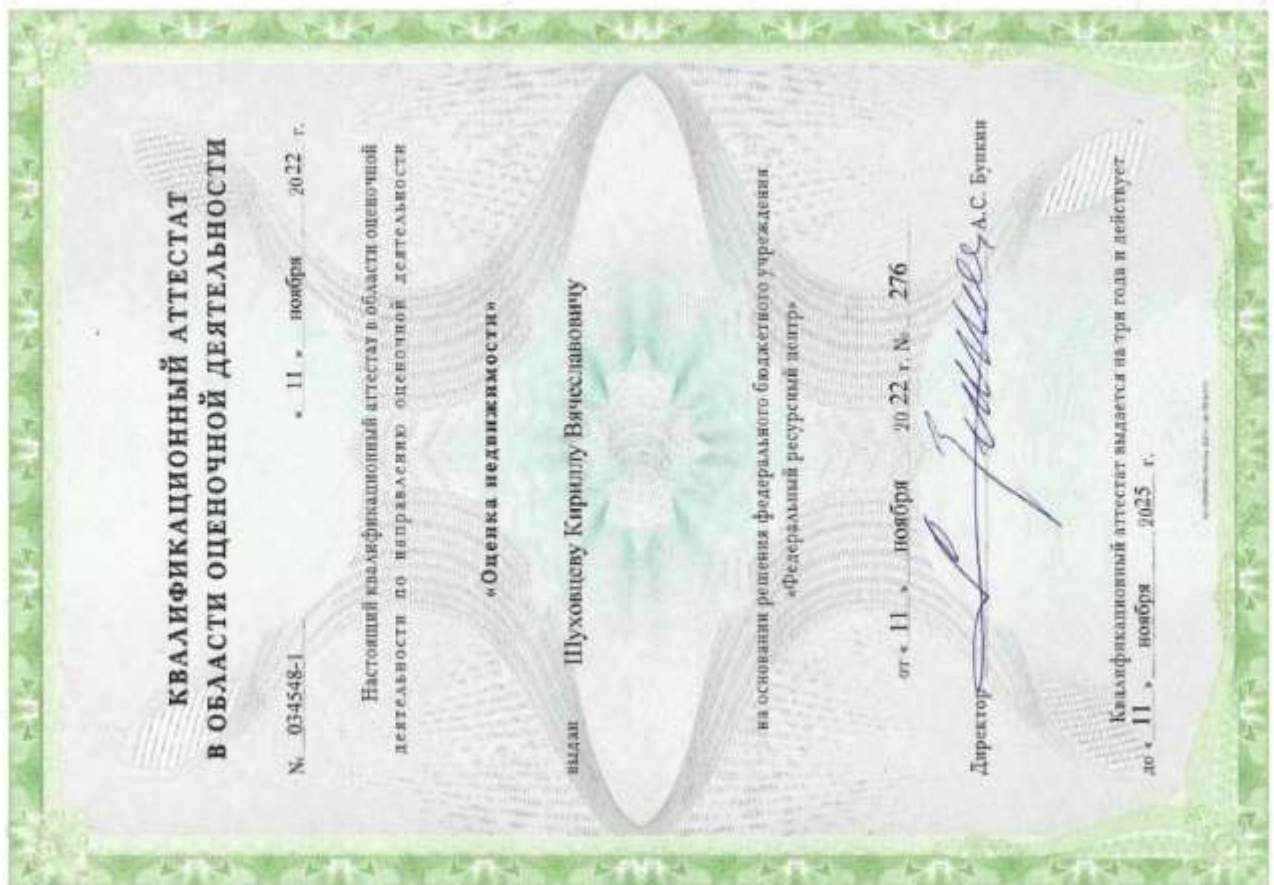 КВАЛИФИКАЦИОННЫЙ АТТЕСТАТ
В ОБЛАСТИ ОЦЕНОЧНОЙ ДЕЯТЕЛЬНОСТИ
№ 034548-1 « 11 » ноября 2022 г.
Настоящий квалификационный аттестат в области оценочной
деятельности по направлению оценочной деятельности
«Оценка недвижимости»
выдан Шуховцеву Кириллу Вячеславовичу
на основании решения федерального бюджетного учреждения
«Федеральный ресурсный центр»
от « 11 » ноября 2022 г. № 276
Директор А.С. Бункин
Квалификационный аттестат выдается на три года и действует
до « 11 » ноября 2025 г.